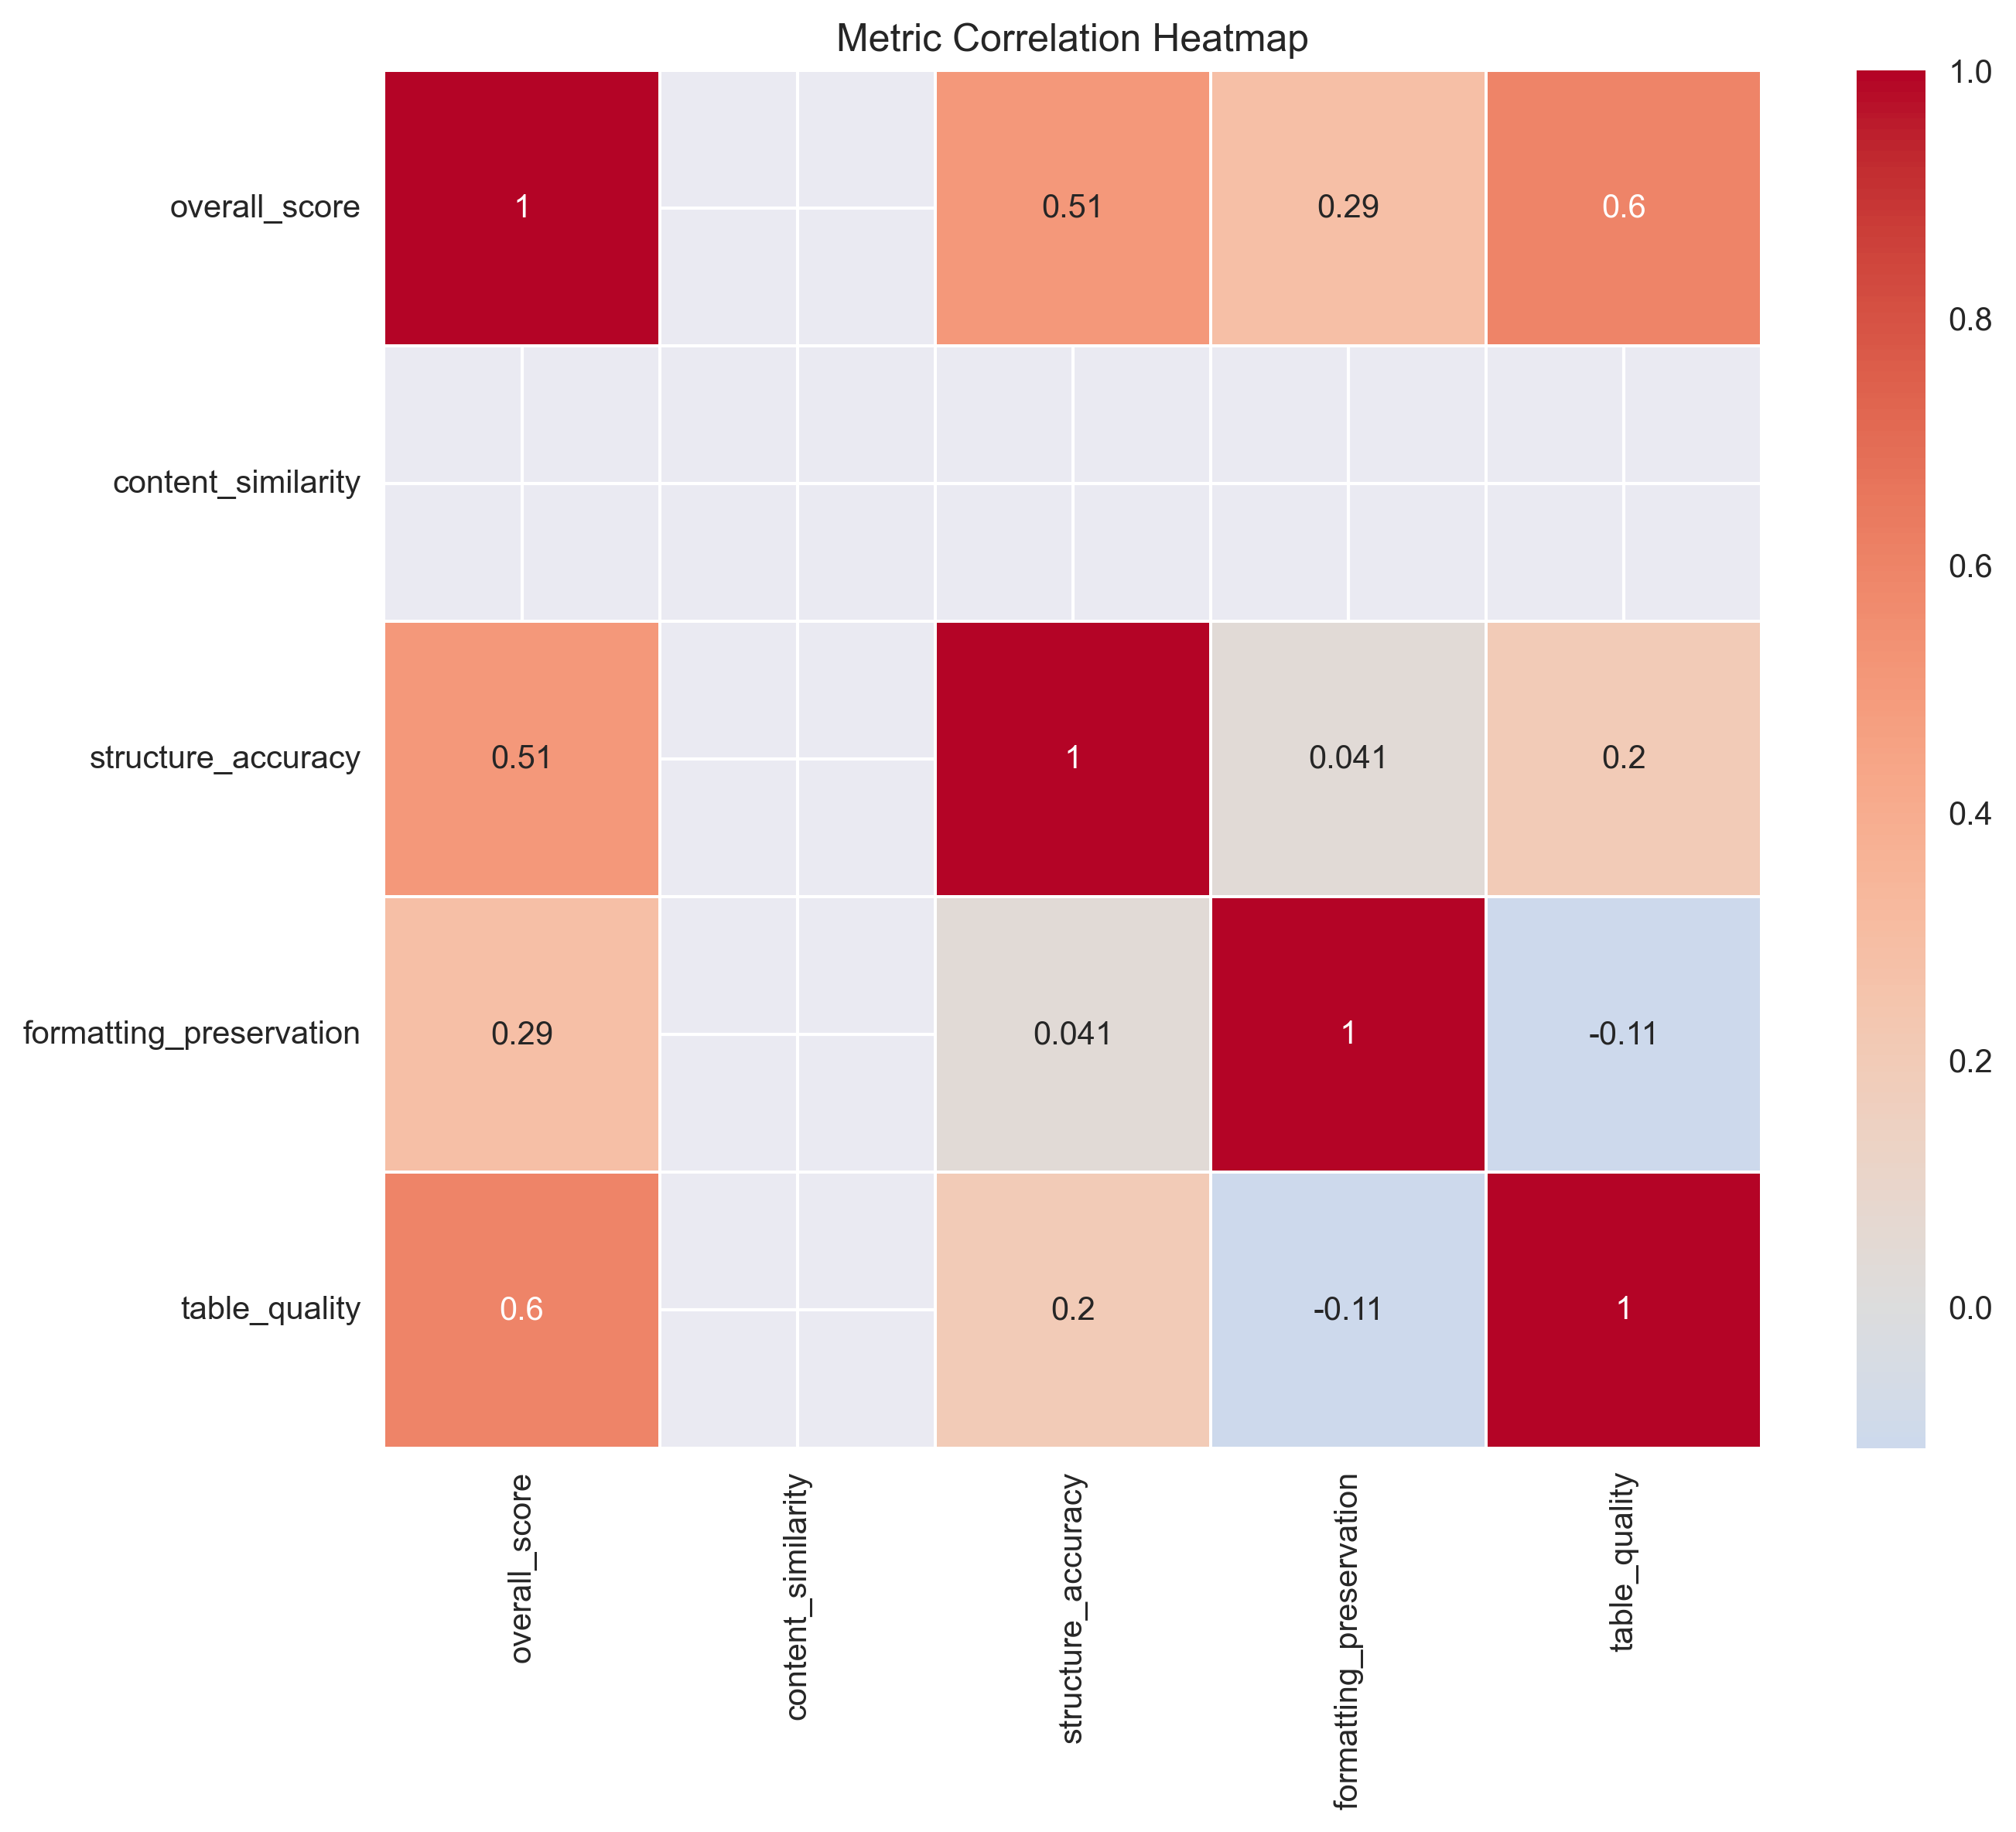 Metric Correlation Heatmap
overall_score 1 0.51 0.29 0.6
content_similarity
structure_accuracy 0.51 1 0.041 0.2
formatting_preservation 0.29 0.041 1 -0.11
table_quality 0.6 0.2 -0.11 1
overall_score
content_similarity
structure_accuracy
formatting_preservation
table_quality
1.0
0.8
0.6
0.4
0.2
0.0